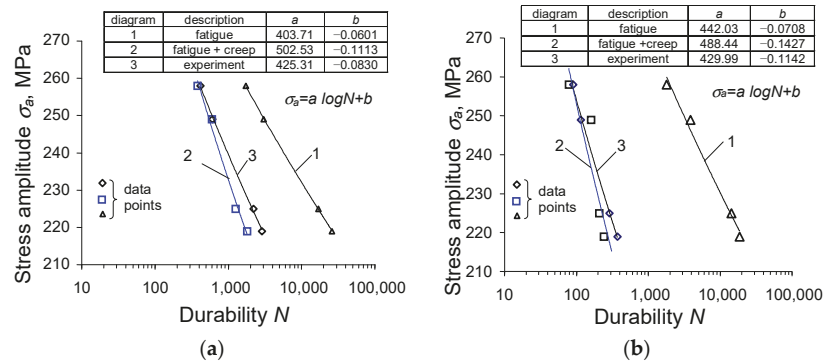 diagram description a b
1 fatigue 403.71 −0.0601
2 fatigue + creep 502.53 −0.1113
3 experiment 425.31 −0.0830
Stress amplitude σa, MPa
270
260
250
240
230
220
210
σa=a logN+b
2
3
1
data
points
10 100 1,000 10,000 100,000
Durability N
(a)
diagram description a b
1 fatigue 442.03 −0.0708
2 fatigue +creep 488.44 −0.1427
3 experiment 429.99 −0.1142
Stress amplitude σa, MPa
270
260
250
240
230
220
210
σa=a logN+b
2
3
1
data
points
10 100 1,000 10,000 100,000
Durability N
(b)